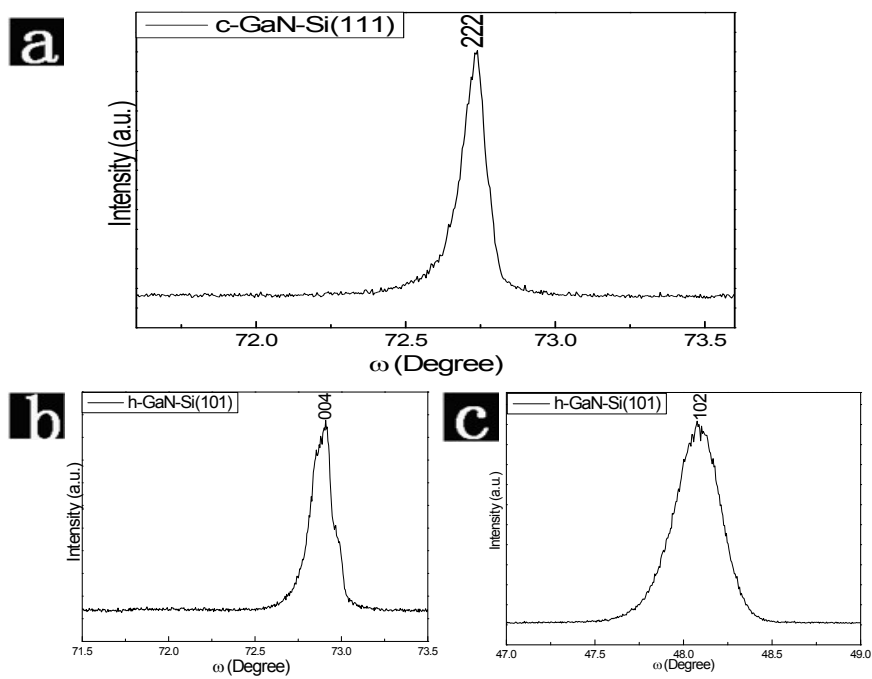 a
c-GaN-Si(111)
222
Intensity (a.u.)
72.0 72.5 73.0 73.5
ω (Degree)
b
h-GaN-Si(101)
004
Intensity (a.u.)
71.5 72.0 72.5 73.0 73.5
ω (Degree)
c
h-GaN-Si(101)
102
Intensity (a.u.)
47.0 47.5 48.0 48.5 49.0
ω (Degree)